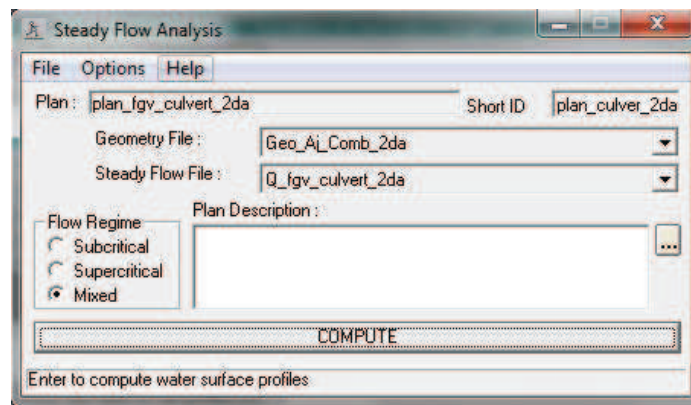 Steady Flow Analysis
File Options Help
Plan : plan_fgv_culvert_2da Short ID plan_culver_2da
Geometry File : Geo_Aj_Comb_2da
Steady Flow File : Q_fgv_culvert_2da
Flow Regime Plan Description :
Subcritical
Supercritical
Mixed
...
COMPUTE
Enter to compute water surface profiles